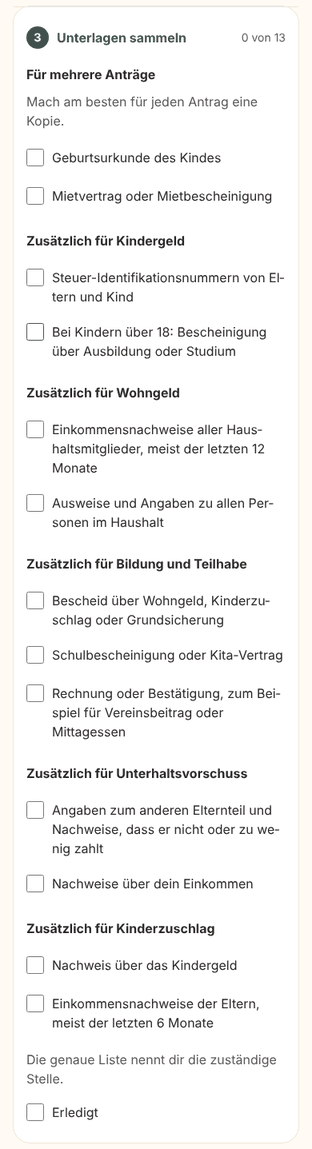 3 Unterlagen sammeln 0 von 13
Für mehrere Anträge
Mach am besten für jeden Antrag eine
Kopie.
Geburtsurkunde des Kindes
Mietvertrag oder Mietbescheinigung
Zusätzlich für Kindergeld
Steuer-Identifikationsnummern von El-
tern und Kind
Bei Kindern über 18: Bescheinigung
über Ausbildung oder Studium
Zusätzlich für Wohngeld
Einkommensnachweise aller Haus-
haltsmitglieder, meist der letzten 12
Monate
Ausweise und Angaben zu allen Per-
sonen im Haushalt
Zusätzlich für Bildung und Teilhabe
Bescheid über Wohngeld, Kinderzu-
schlag oder Grundsicherung
Schulbescheinigung oder Kita-Vertrag
Rechnung oder Bestätigung, zum Bei-
spiel für Vereinsbeitrag oder
Mittagessen
Zusätzlich für Unterhaltsvorschuss
Angaben zum anderen Elternteil und
Nachweise, dass er nicht oder zu we-
nig zahlt
Nachweise über dein Einkommen
Zusätzlich für Kinderzuschlag
Nachweis über das Kindergeld
Einkommensnachweise der Eltern,
meist der letzten 6 Monate
Die genaue Liste nennt dir die zuständige
Stelle.
Erledigt